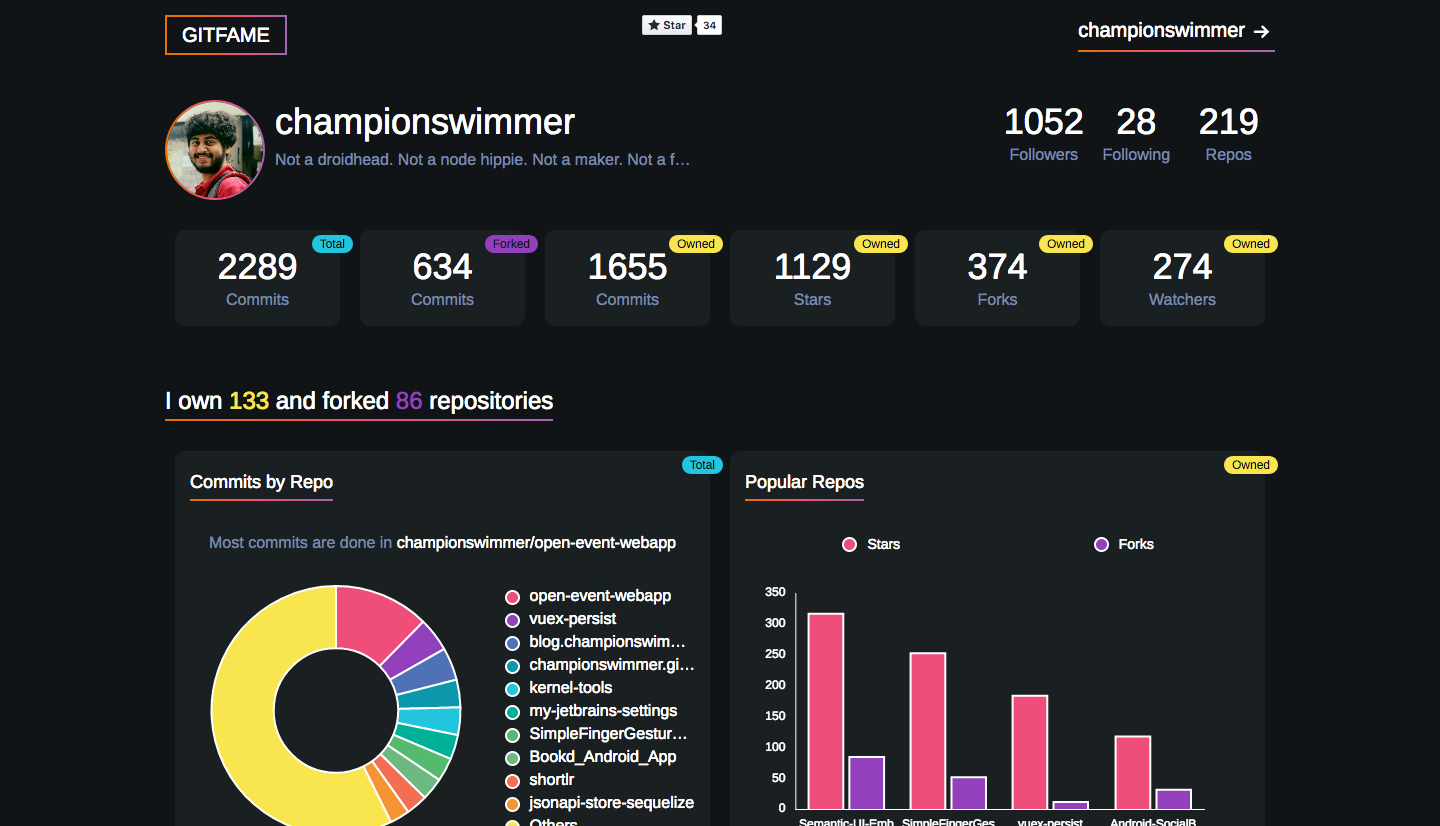 GITFAME
Star 34
championswimmer →
championswimmer
Not a droidhead. Not a node hippie. Not a maker. Not a f...
1052 28 219
Followers Following Repos
Total Forked Owned Owned Owned Owned
2289 634 1655 1129 374 274
Commits Commits Commits Stars Forks Watchers
I own 133 and forked 86 repositories
Total
Commits by Repo
Most commits are done in championswimmer/open-event-webapp
open-event-webapp
vuex-persist
blog.championswim...
championswimmer.gi...
kernel-tools
my-jetbrains-settings
SimpleFingerGestur...
Bookd_Android_App
shortlr
jsonapi-store-sequelize
Others
Owned
Popular Repos
Stars Forks
350
300
250
200
150
100
50
0
Semantic-UI-Emb SimpleFingerGes vuex-persist Android-SocialB